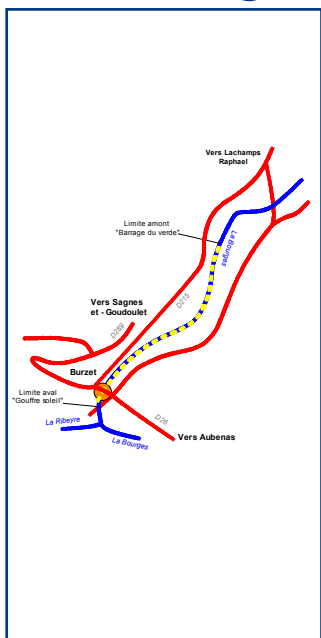 Vers Lachamps
Raphael
Limite amont
"Barrage du verde"
La Bourges
Vers Sagnes
et - Goudoulet
D289
D215
Burzet
Limite aval
"Gouffre soleil"
La Ribeyre
La Bourges
D26
Vers Aubenas